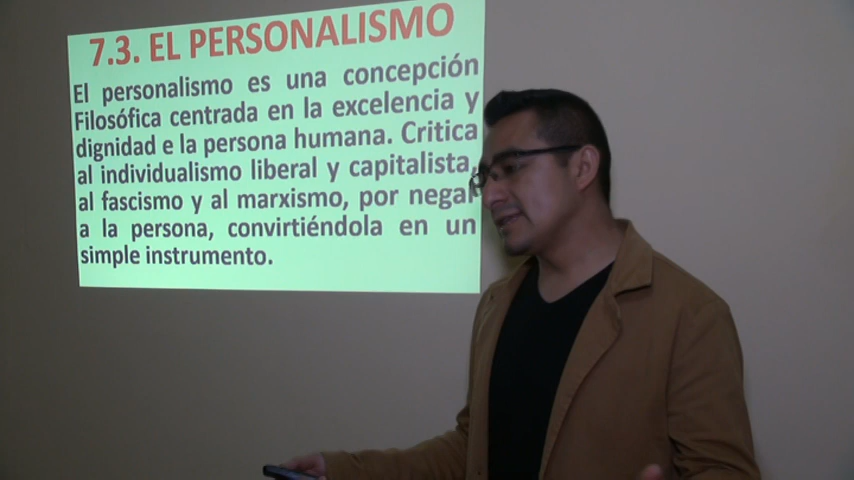 7.3. EL PERSONALISMO
El personalismo es una concepción
Filosófica centrada en la excelencia y
dignidad e la persona humana. Critica
al individualismo liberal y capitalista,
al fascismo y al marxismo, por negar
a la persona, convirtiéndola en un
simple instrumento.